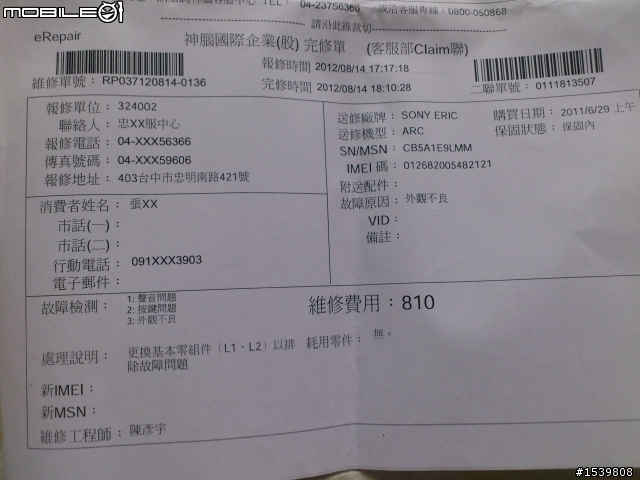 mobile01
04-23756380 或洽客服專線：0800-050868
請沿此線裁切
eRepair
神腦國際企業(股) 完修單 (客服部Claim聯)
報修時間 2012/08/14 17:17:18
維修單號： RP037120814-0136
完修時間 2012/08/14 18:10:28
二聯單號： 0111813507
報修單位： 324002
聯絡人： 忠XX服中心
報修電話： 04-XXX56366
傳真號碼： 04-XXX59606
報修地址： 403台中市忠明南路421號
送修廠牌： SONY ERIC
購買日期： 2011/6/29 上午
送修機型： ARC
保固狀態： 保固內
SN/MSN： CB5A1E9LMM
IMEI 碼： 012682005482121
附送配件：
故障原因： 外觀不良
VID：
備註：
消費者姓名： 張XX
市話(一)：
市話(二)：
行動電話： 091XXX3903
電子郵件：
故障檢測： 1: 聲音問題
2: 按鍵問題
3: 外觀不良
維修費用：810
處理說明： 更換基本零組件（L1、L2）以排
除故障問題
耗用零件： 無。
新IMEI：
新MSN：
維修工程師： 陳彥宇
#1539808